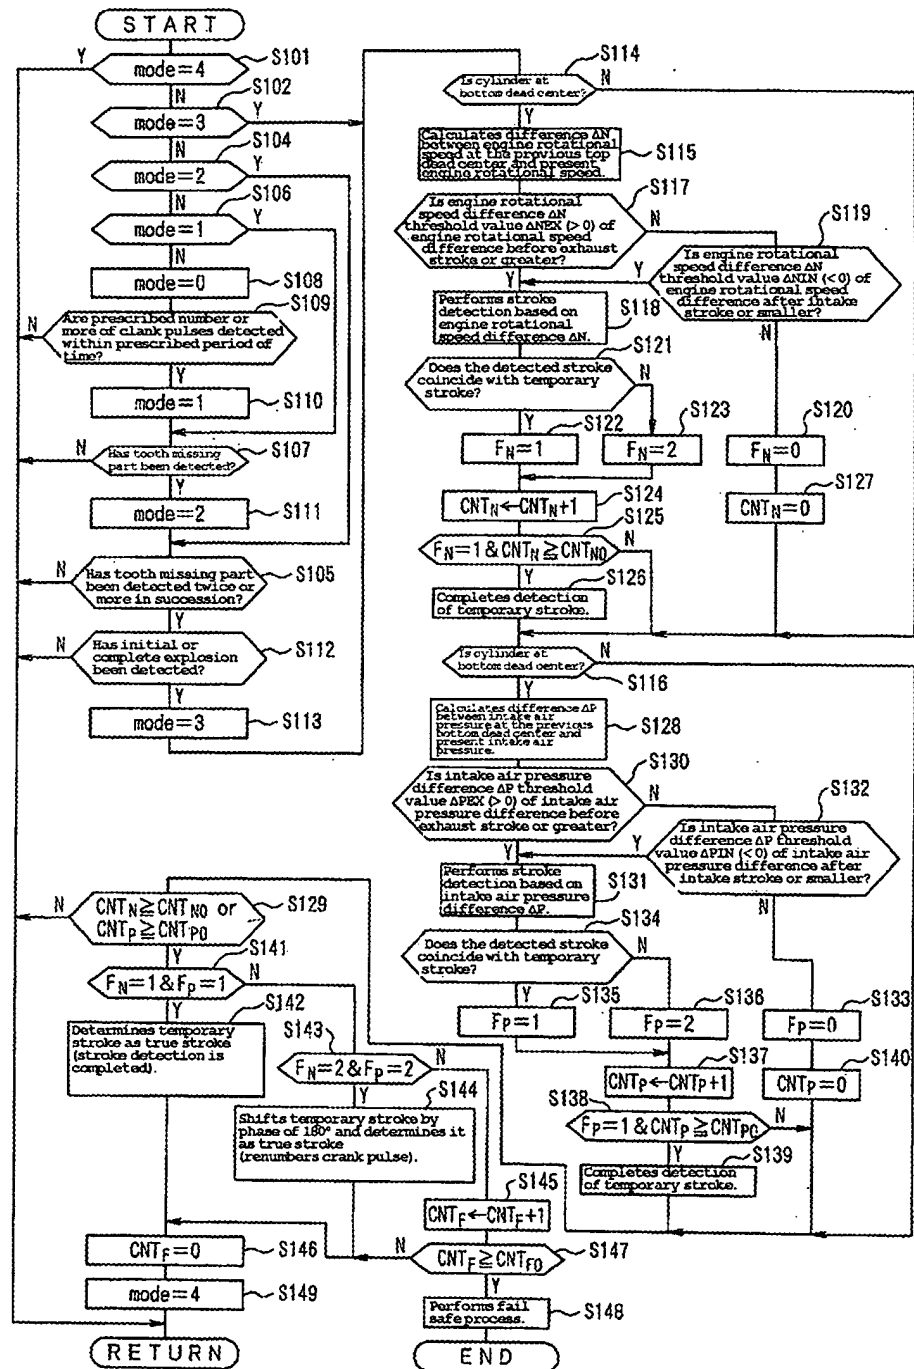 START
S101
Y
mode=4
N
S102
mode=3
Y
N
S104
mode=2
Y
N
S106
mode=1
Y
N
mode=0
S108
S109
N
Are prescribed number or
more of clank pulses detected
within prescribed period of
time?
Y
mode=1
S110
N
S107
Has tooth missing
part been detected?
Y
mode=2
S111
N
S105
Has tooth missing part
been detected twice or
more in succession?
Y
N
S112
Has initial or
complete explosion
been detected?
Y
mode=3
S113
S114
Is cylinder at
bottom dead center?
N
Y
Calculates difference ΔN
between engine rotational
speed at the previous top
dead center and present
engine rotational speed.
S115
S117
Is engine rotational
speed difference ΔN
threshold value ΔNEX (>0) of
engine rotational speed
difference before exhaust
stroke or greater?
N
Y
S119
Is engine rotational
speed difference ΔN
threshold value ΔNIN (<0) of
engine rotational speed
difference after intake
stroke or smaller?
Y
N
Performs stroke
detection based on
engine rotational
speed difference ΔN.
S118
S121
Does the detected stroke
coincide with temporary
stroke?
N
Y
S122
FN=1
S123
FN=2
S120
FN=0
S127
CNTN=0
S124
CNTN←CNTN+1
S125
FN=1 & CNTN≧CNTN0
N
Y
S126
Completes detection
of temporary stroke.
Is cylinder at
bottom dead center?
N
S116
Y
Calculates difference ΔP
between intake air
pressure at the previous
bottom dead center and
present intake air
pressure.
S128
S130
Is intake air pressure
difference ΔP threshold
value ΔPEX (>0) of intake air
pressure difference before
exhaust stroke or greater?
N
Y
S132
Is intake air pressure
difference ΔP threshold
value ΔPIN (<0) of intake air
pressure difference after
intake stroke or smaller?
Y
N
Performs stroke
detection based on
intake air pressure
difference ΔP.
S131
S134
Does the detected stroke
coincide with temporary
stroke?
N
Y
S135
FP=1
S136
FP=2
S133
FP=0
S137
CNTP←CNTP+1
S140
CNTP=0
S138
FP=1 & CNTP≧CNTP0
N
Y
S139
Completes detection
of temporary stroke.
N
CNTN≧CNTN0 or
CNTP≧CNTP0
S129
Y
S141
FN=1 & FP=1
N
Y
S142
Determines temporary
stroke as true stroke
(stroke detection is
completed).
S143
FN=2 & FP=2
N
Y
S144
Shifts temporary stroke by
phase of 180° and determines it
as true stroke
(renumbers crank pulse).
S145
CNTF←CNTF+1
CNTF=0
S146
N
CNTF≧CNTF0
S147
Y
mode=4
S149
Performs fail
safe process.
S148
RETURN
END